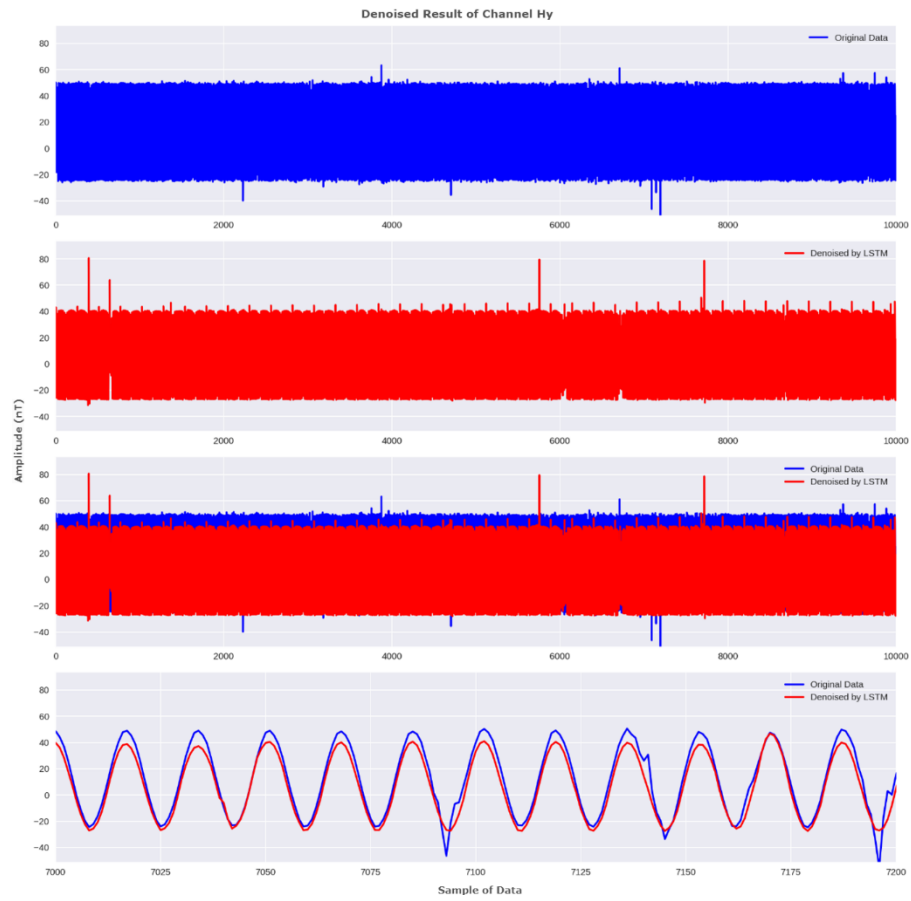 Denoised Result of Channel Hy
Original Data
80
60
40
20
0
−20
−40
0 2000 4000 6000 8000 10000
Denoised by LSTM
80
60
40
20
0
−20
−40
0 2000 4000 6000 8000 10000
Amplitude (nT)
Original Data
Denoised by LSTM
80
60
40
20
0
−20
−40
0 2000 4000 6000 8000 10000
Original Data
Denoised by LSTM
80
60
40
20
0
−20
−40
7000 7025 7050 7075 7100 7125 7150 7175 7200
Sample of Data